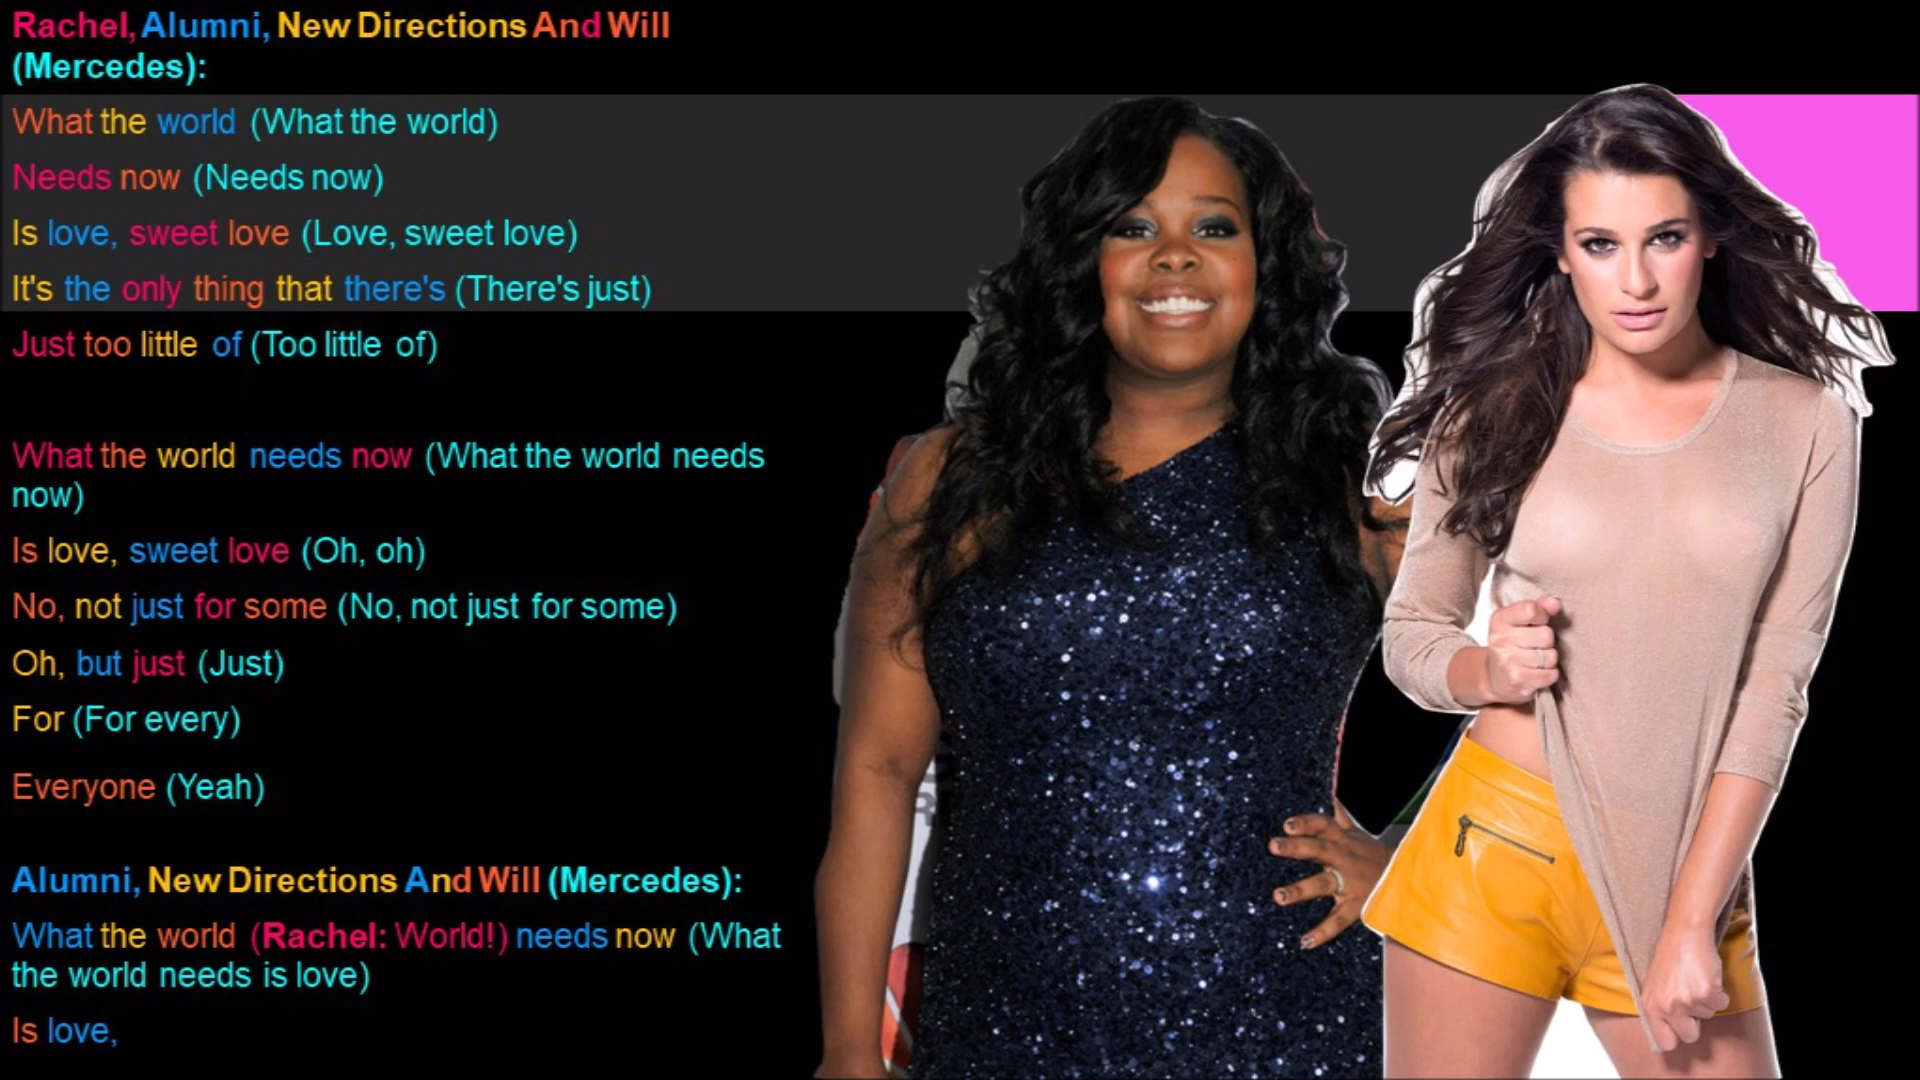 Rachel, Alumni, New Directions And Will
(Mercedes):
What the world (What the world)
Needs now (Needs now)
Is love, sweet love (Love, sweet love)
It's the only thing that there's (There's just)
Just too little of (Too little of)
What the world needs now (What the world needs
now)
Is love, sweet love (Oh, oh)
No, not just for some (No, not just for some)
Oh, but just (Just)
For (For every)
Everyone (Yeah)
Alumni, New Directions And Will (Mercedes):
What the world (Rachel: World!) needs now (What
the world needs is love)
Is love,